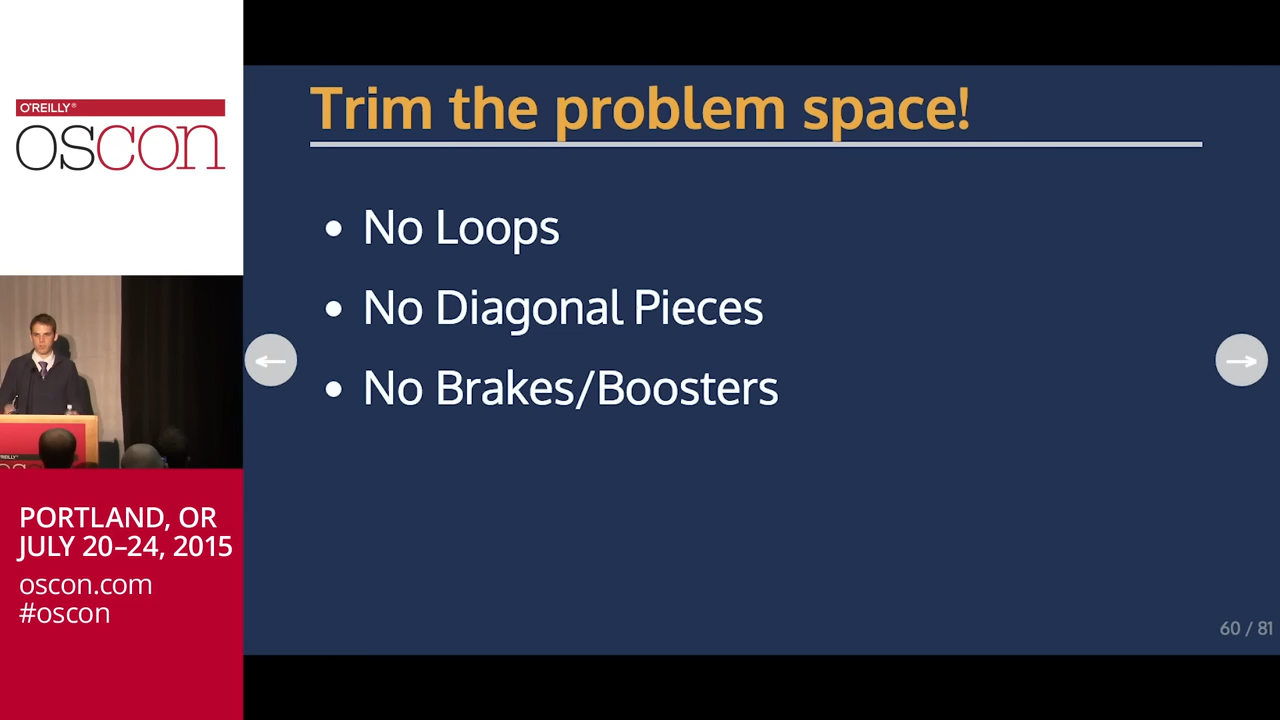 O'REILLY®
oscon
Trim the problem space!
• No Loops
• No Diagonal Pieces
• No Brakes/Boosters
←
→
60 / 81
O'REILLY
PORTLAND, OR
JULY 20–24, 2015
oscon.com
#oscon